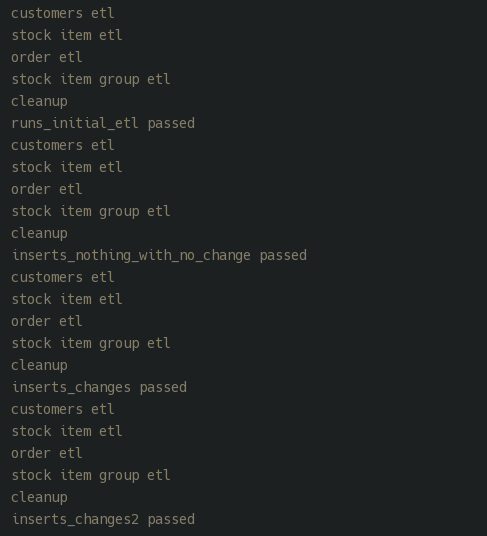 customers etl
stock item etl
order etl
stock item group etl
cleanup
runs_initial_etl passed
customers etl
stock item etl
order etl
stock item group etl
cleanup
inserts_nothing_with_no_change passed
customers etl
stock item etl
order etl
stock item group etl
cleanup
inserts_changes passed
customers etl
stock item etl
order etl
stock item group etl
cleanup
inserts_changes2 passed